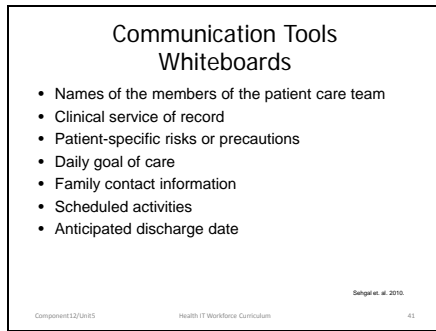 Communication Tools
Whiteboards
• Names of the members of the patient care team
• Clinical service of record
• Patient-specific risks or precautions
• Daily goal of care
• Family contact information
• Scheduled activities
• Anticipated discharge date
Sehgal et. al. 2010.
Component12/Unit5 Health IT Workforce Curriculum 41